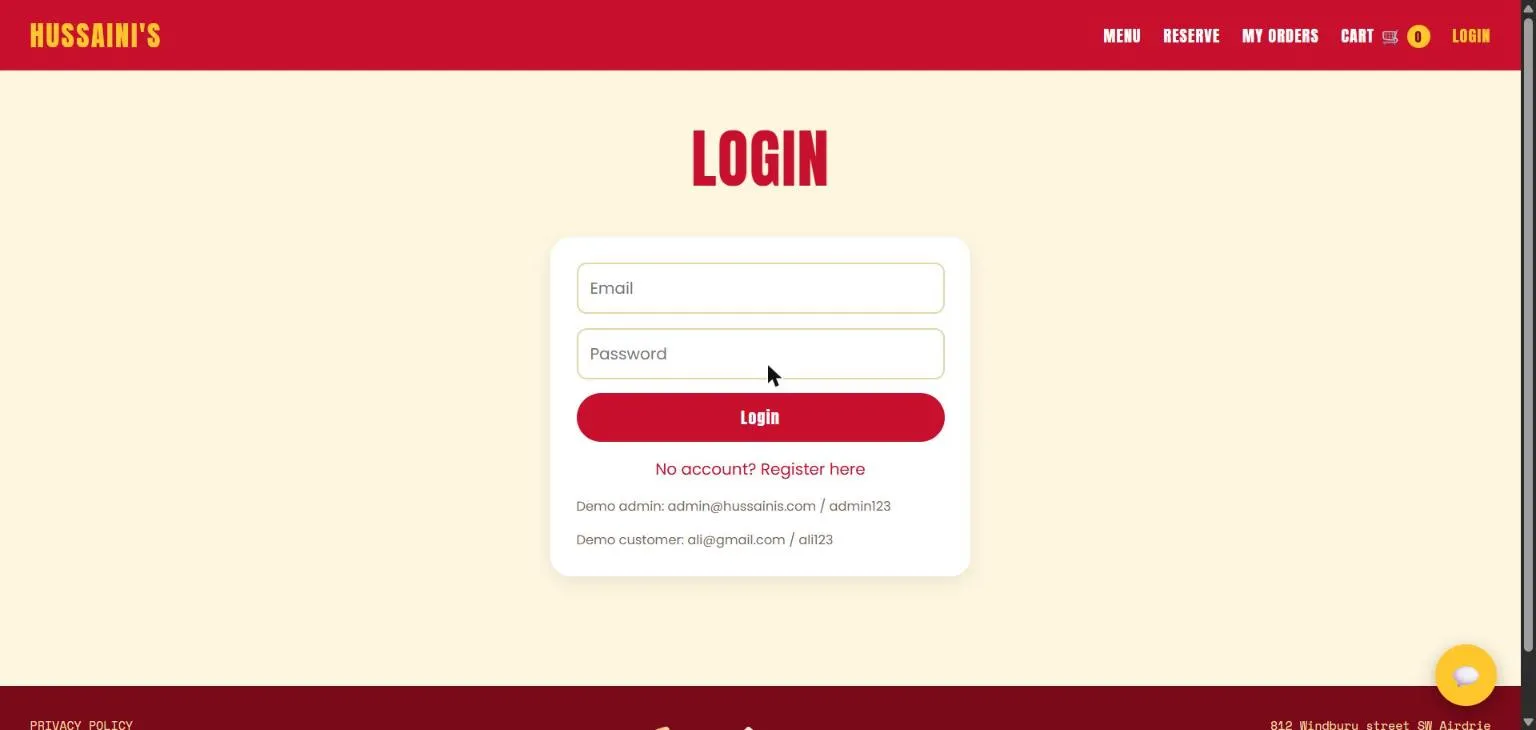 HUSSAINI'S
MENU RESERVE MY ORDERS CART 0 LOGIN
LOGIN
Email
Password
Login
No account? Register here
Demo admin: admin@hussainis.com / admin123
Demo customer: ali@gmail.com / ali123
PRIVACY POLICY
812 Windbury street SW Airdrie